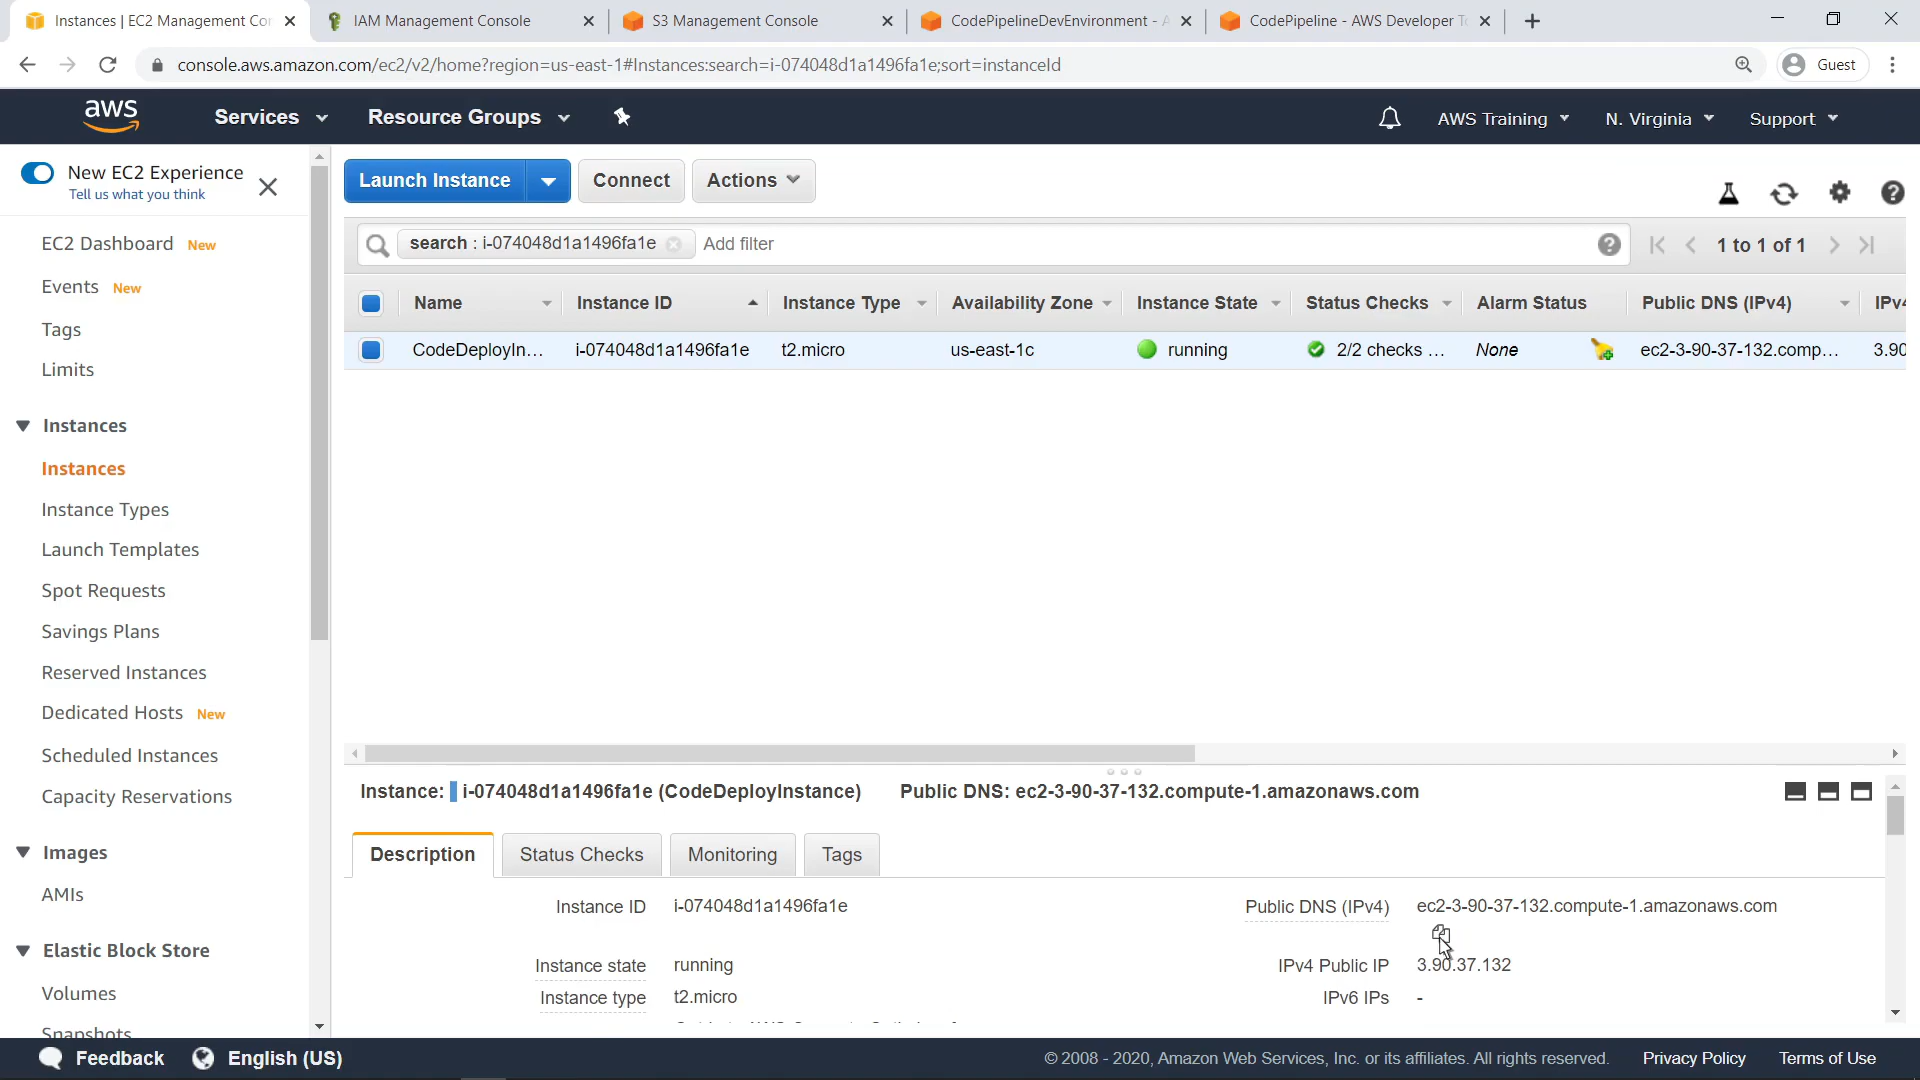 Instances | EC2 Management Con
IAM Management Console
S3 Management Console
CodePipelineDevEnvironment - A
CodePipeline - AWS Developer To
console.aws.amazon.com/ec2/v2/home?region=us-east-1#Instances:search=i-074048d1a1496fa1e;sort=instanceId
Guest
aws
Services
Resource Groups
AWS Training
N. Virginia
Support
New EC2 Experience
Tell us what you think
EC2 Dashboard New
Events New
Tags
Limits
Instances
Instances
Instance Types
Launch Templates
Spot Requests
Savings Plans
Reserved Instances
Dedicated Hosts New
Scheduled Instances
Capacity Reservations
Images
AMIs
Elastic Block Store
Volumes
Snapshots
Launch Instance
Connect
Actions
search : i-074048d1a1496fa1e
Add filter
1 to 1 of 1
Name Instance ID Instance Type Availability Zone Instance State Status Checks Alarm Status Public DNS (IPv4) IPv4
CodeDeployIn... i-074048d1a1496fa1e t2.micro us-east-1c running 2/2 checks ... None ec2-3-90-37-132.comp... 3.90
Instance: i-074048d1a1496fa1e (CodeDeployInstance) Public DNS: ec2-3-90-37-132.compute-1.amazonaws.com
Description
Status Checks
Monitoring
Tags
Instance ID i-074048d1a1496fa1e
Public DNS (IPv4) ec2-3-90-37-132.compute-1.amazonaws.com
Instance state running
IPv4 Public IP 3.90.37.132
Instance type t2.micro
IPv6 IPs -
Feedback
English (US)
© 2008 - 2020, Amazon Web Services, Inc. or its affiliates. All rights reserved.
Privacy Policy
Terms of Use